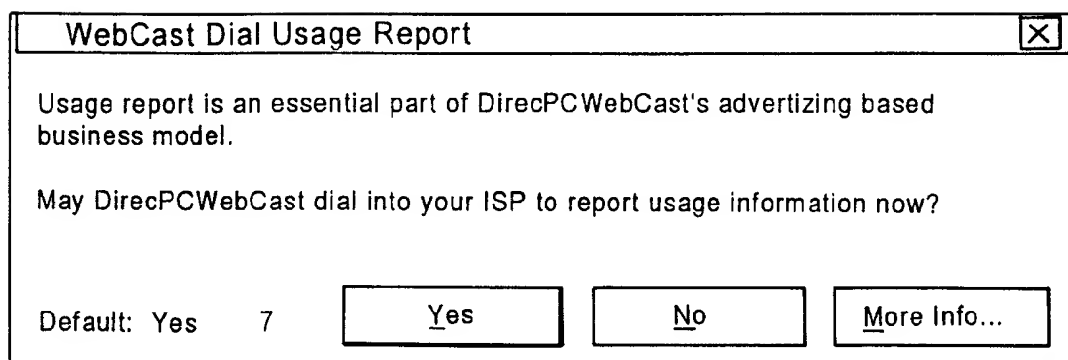 WebCast Dial Usage Report
Usage report is an essential part of DirecPCWebCast's advertizing based
business model.
May DirecPCWebCast dial into your ISP to report usage information now?
Default: Yes 7 Yes No More Info...